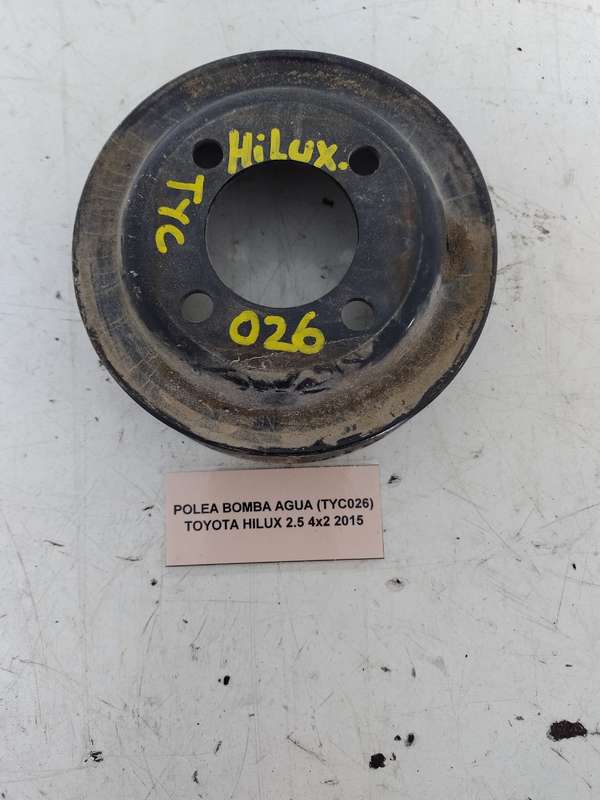 HiLUX.
TYC
026
POLEA BOMBA AGUA (TYC026)
TOYOTA HILUX 2.5 4x2 2015